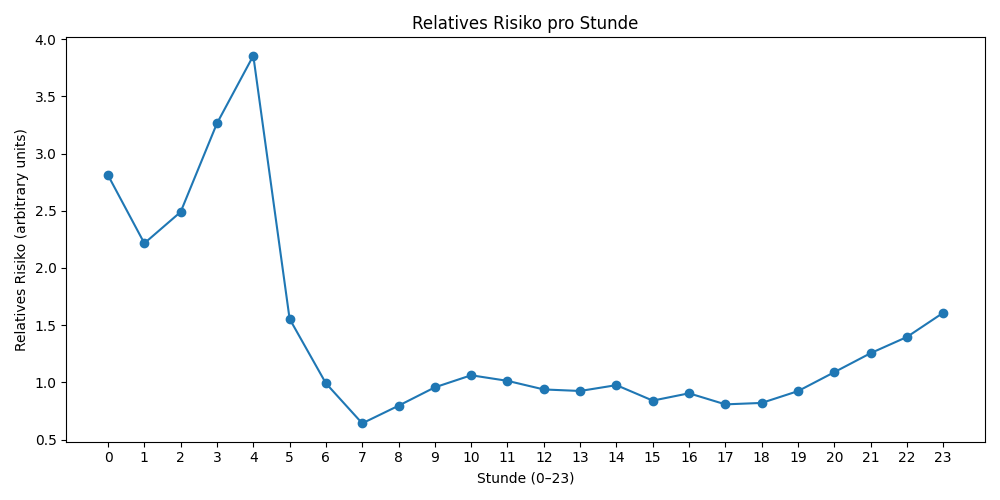 Relatives Risiko pro Stunde
Relatives Risiko (arbitrary units)
4.0
3.5
3.0
2.5
2.0
1.5
1.0
0.5
0 1 2 3 4 5 6 7 8 9 10 11 12 13 14 15 16 17 18 19 20 21 22 23
Stunde (0–23)